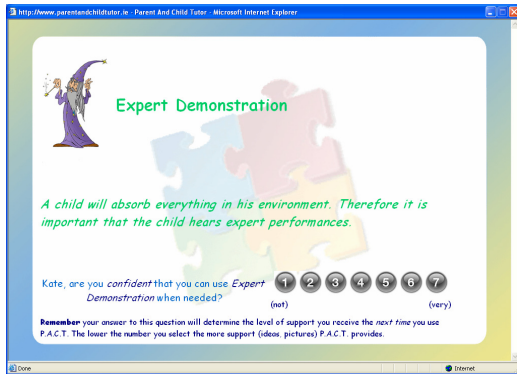 http://www.parentandchildtutor.ie - Parent And Child Tutor - Microsoft Internet Explorer
Expert Demonstration
A child will absorb everything in his environment. Therefore it is
important that the child hears expert performances.
Kate, are you confident that you can use Expert
Demonstration when needed?
1 2 3 4 5 6 7
(not) (very)
Remember your answer to this question will determine the level of support you receive the next time you use
P.A.C.T. The lower the number you select the more support (ideas, pictures) P.A.C.T. provides.
Done Internet